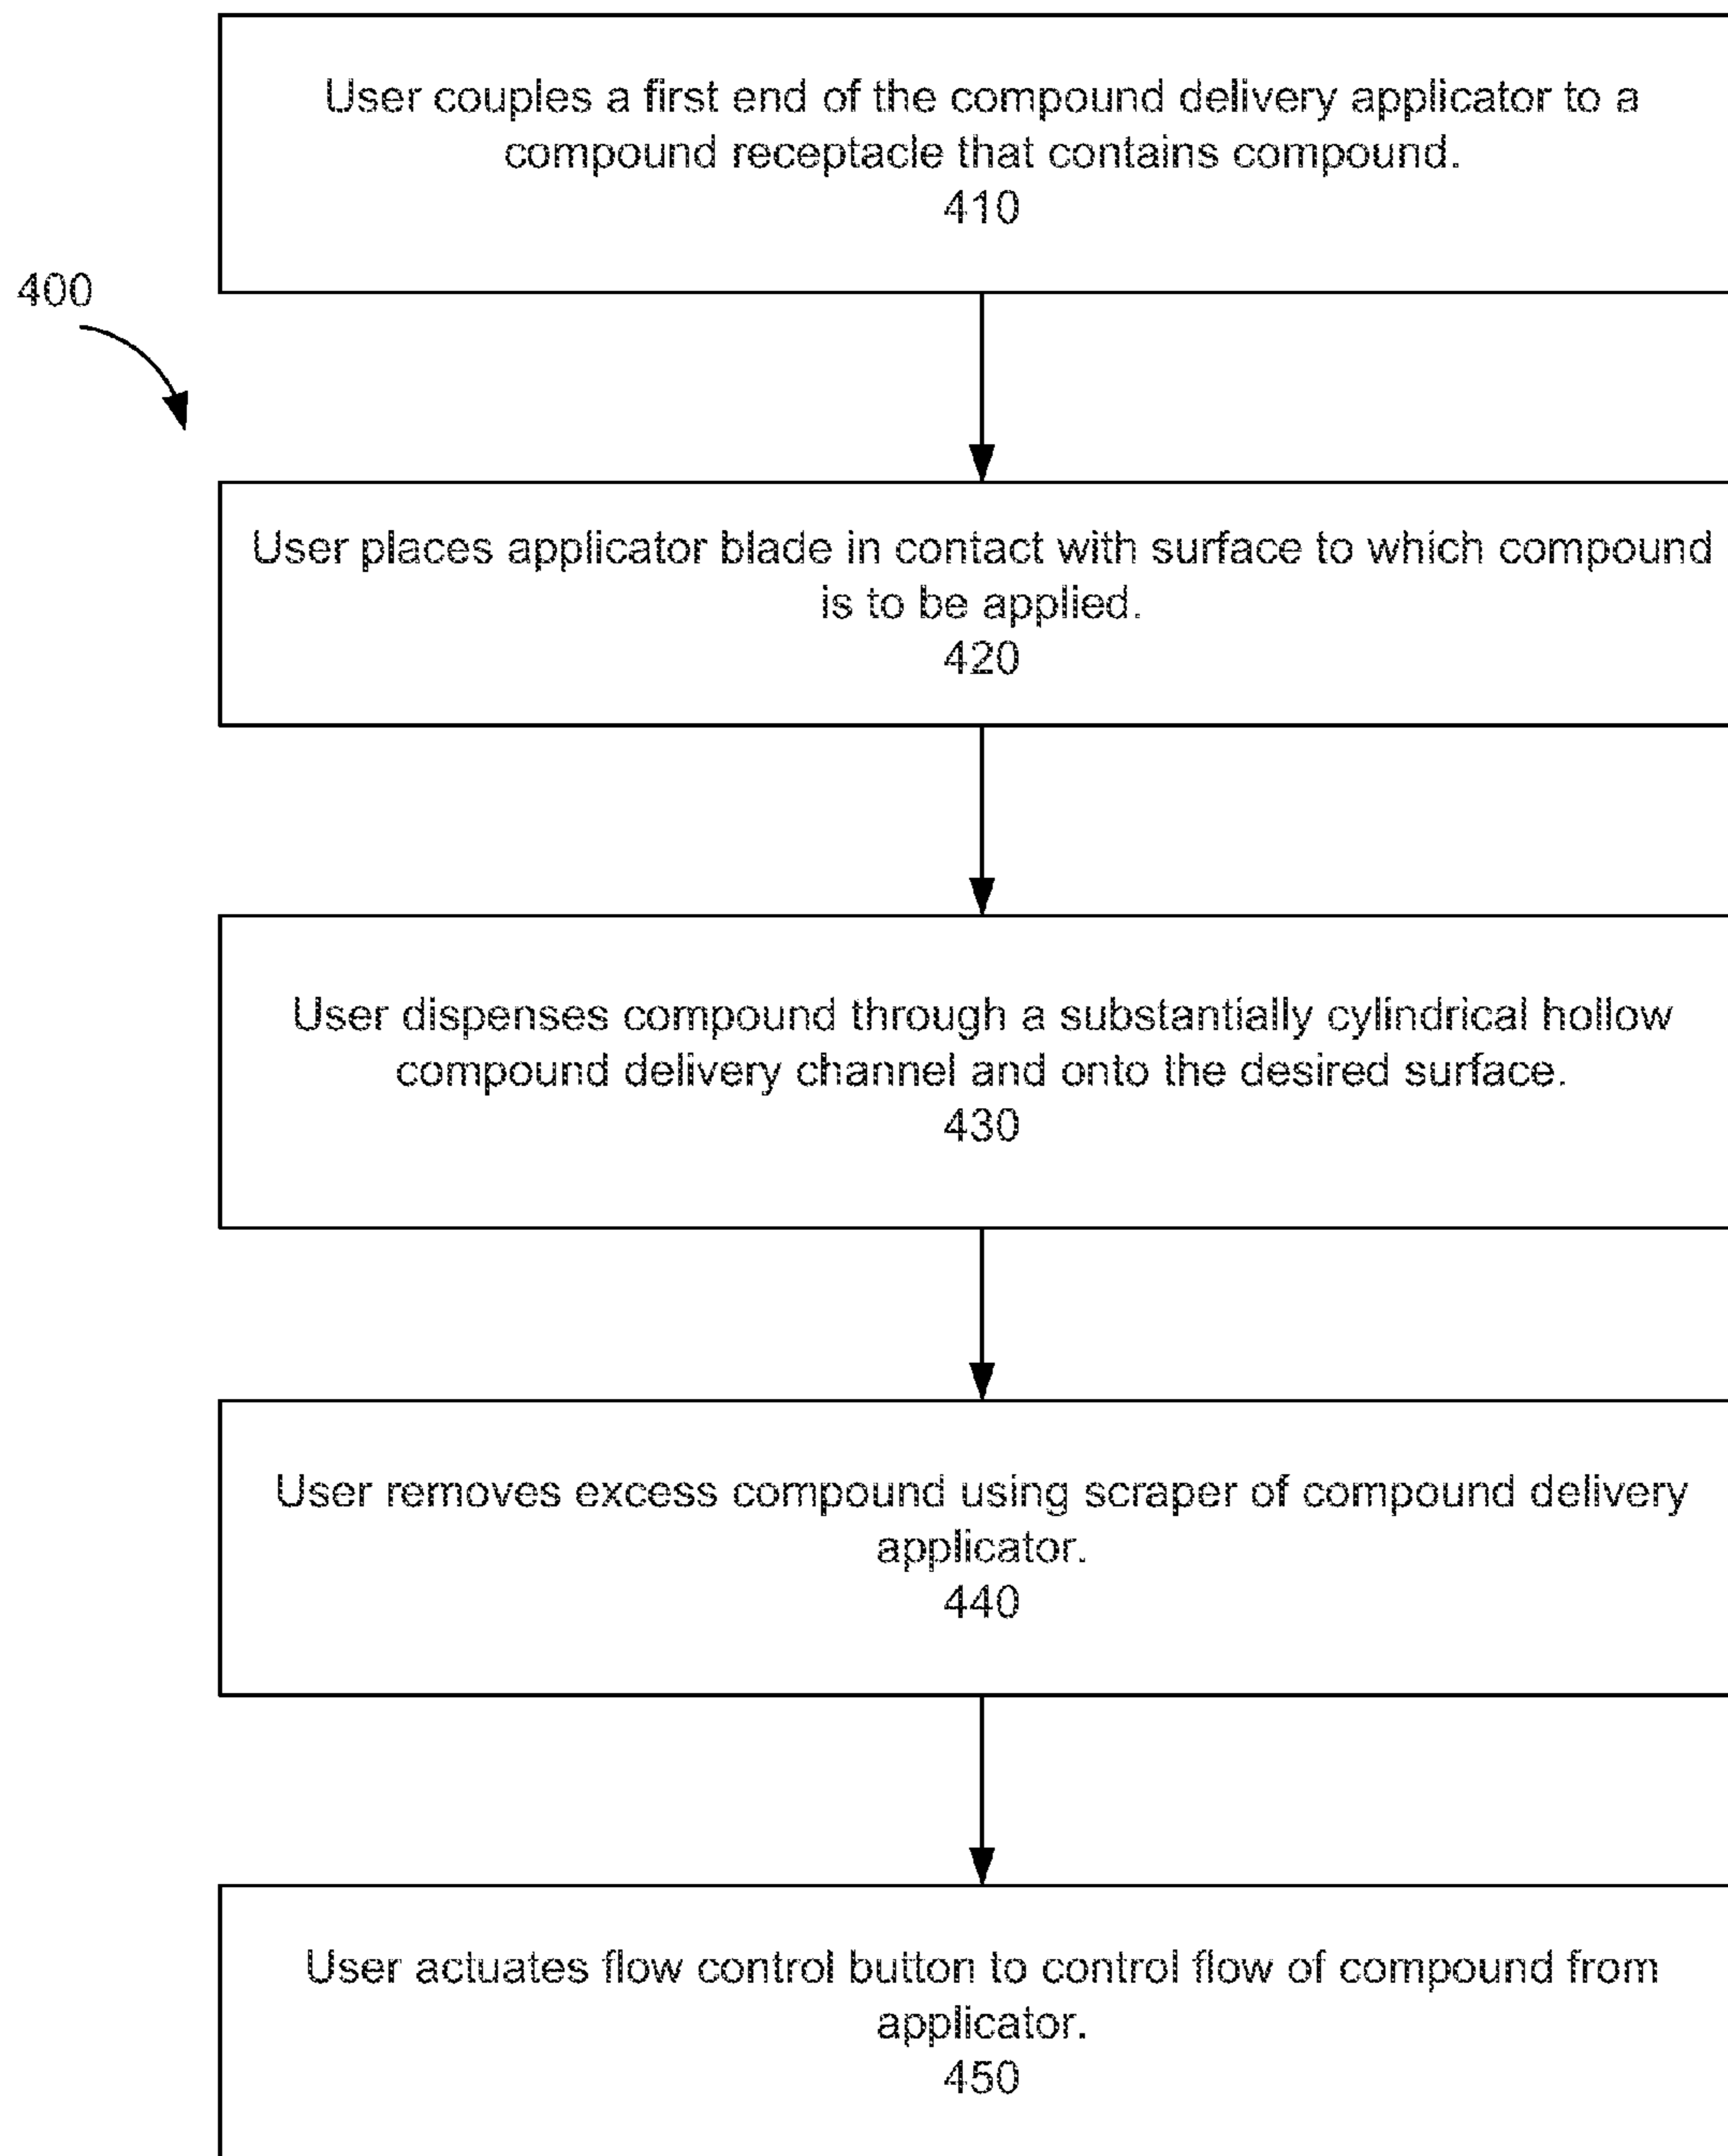 User couples a first end of the compound delivery applicator to a
compound receptacle that contains compound.
410
400
User places applicator blade in contact with surface to which compound
is to be applied.
420
User dispenses compound through a substantially cylindrical hollow
compound delivery channel and onto the desired surface.
430
User removes excess compound using scraper of compound delivery
applicator.
440
User actuates flow control button to control flow of compound from
applicator.
450